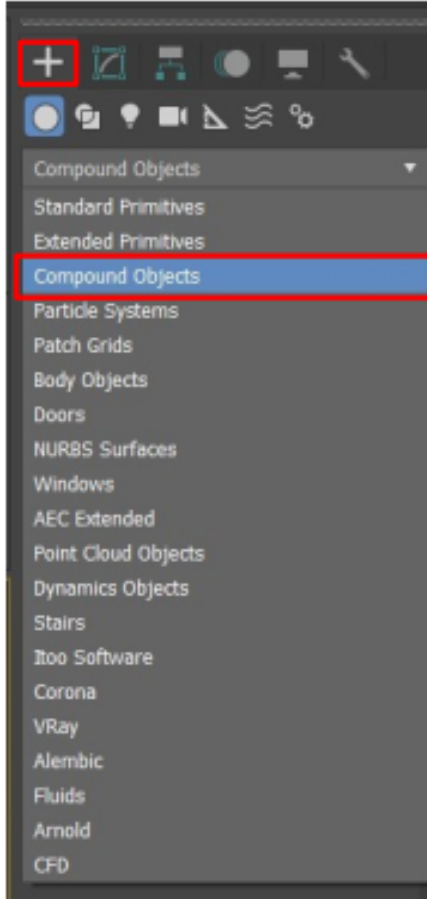 Compound Objects
Standard Primitives
Extended Primitives
Compound Objects
Particle Systems
Patch Grids
Body Objects
Doors
NURBS Surfaces
Windows
AEC Extended
Point Cloud Objects
Dynamics Objects
Stairs
Itoo Software
Corona
VRay
Alembic
Fluids
Arnold
CFD